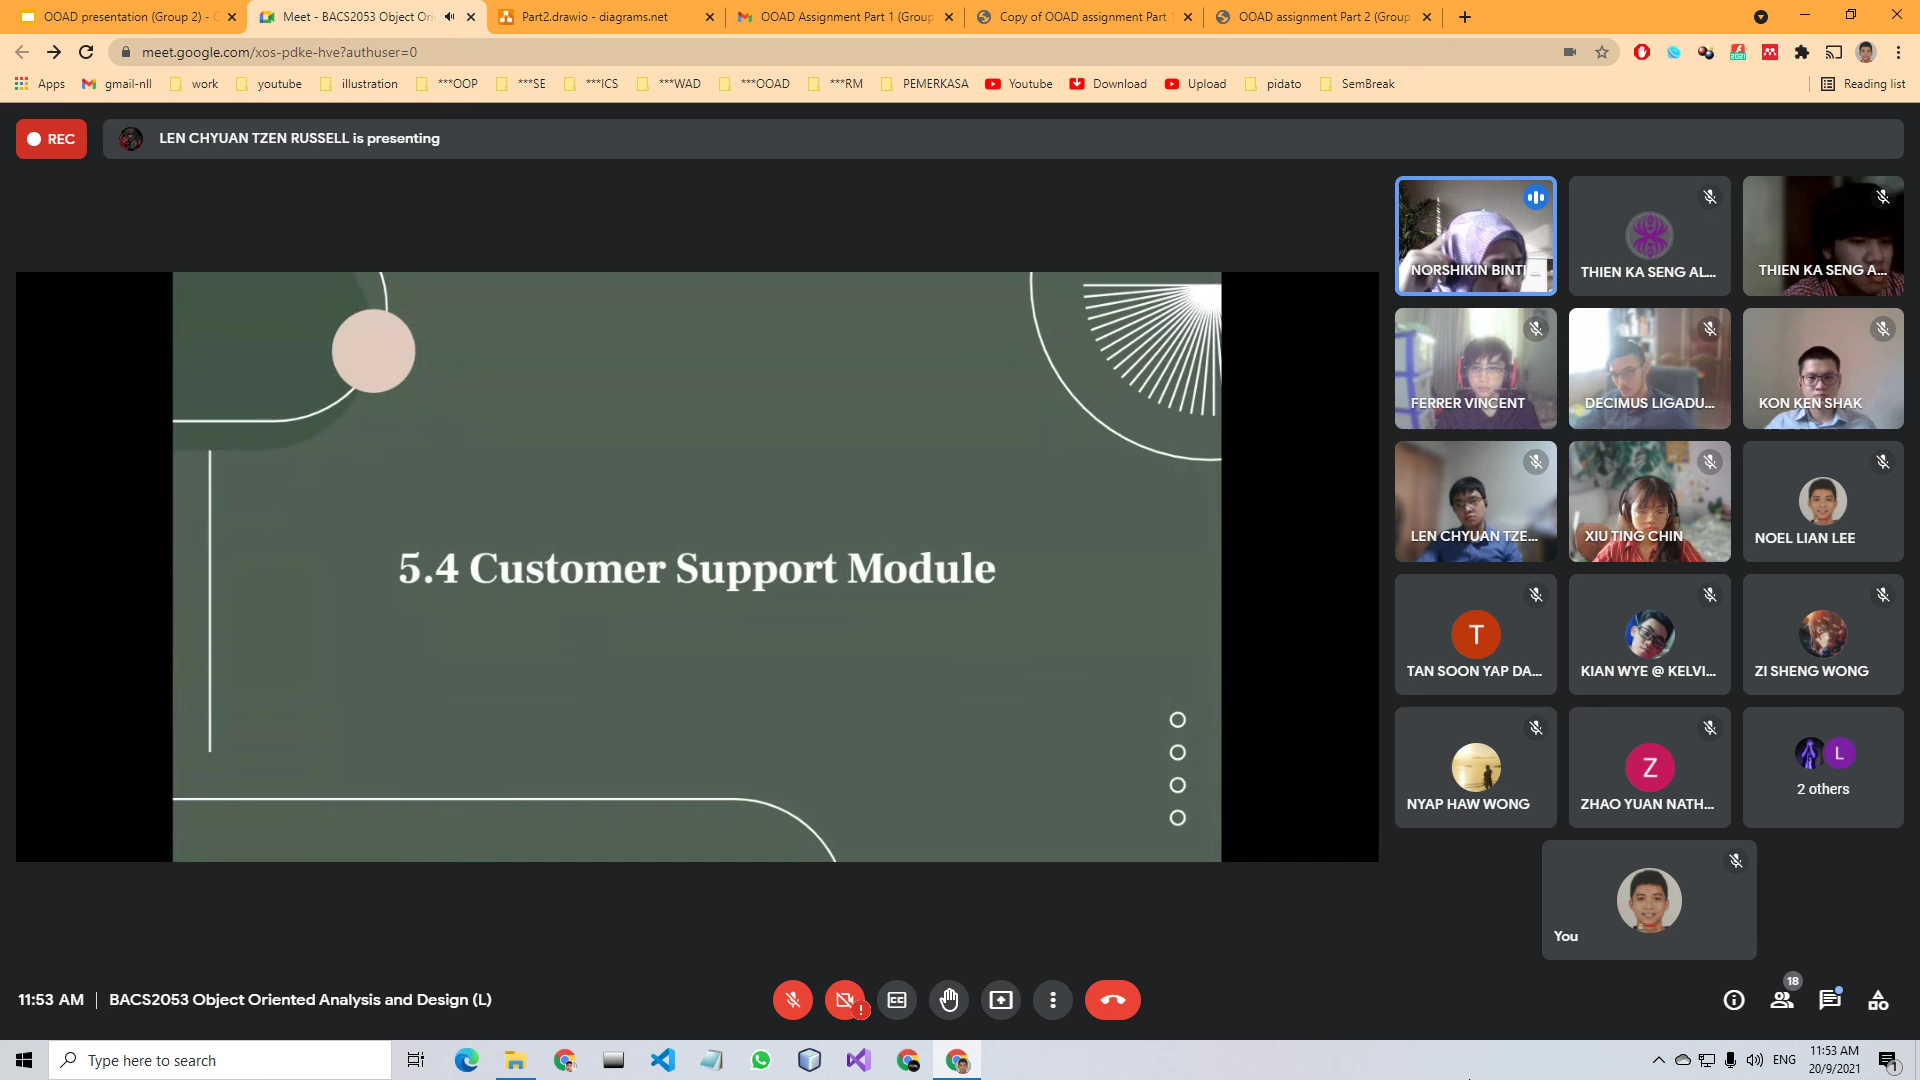 OOAD presentation (Group 2) - G
Meet - BACS2053 Object Ori
Part2.drawio - diagrams.net
OOAD Assignment Part 1 (Group
Copy of OOAD assignment Part
OOAD assignment Part 2 (Group
meet.google.com/xos-pdke-hve?authuser=0
Apps
gmail-nll
work
youtube
illustration
***OOP
***SE
***ICS
***WAD
***OOAD
***RM
PEMERKASA
Youtube
Download
Upload
pidato
SemBreak
Reading list
REC
LEN CHYUAN TZEN RUSSELL is presenting
5.4 Customer Support Module
NORSHIKIN BINTI ...
THIEN KA SENG AL...
THIEN KA SENG A...
FERRER VINCENT
DECIMUS LIGADU...
KON KEN SHAK
LEN CHYUAN TZE...
XIU TING CHIN
NOEL LIAN LEE
T
TAN SOON YAP DA...
KIAN WYE @ KELVI...
ZI SHENG WONG
NYAP HAW WONG
Z
ZHAO YUAN NATH...
L
2 others
You
11:53 AM | BACS2053 Object Oriented Analysis and Design (L)
18
Type here to search
ENG
11:53 AM
20/9/2021
1